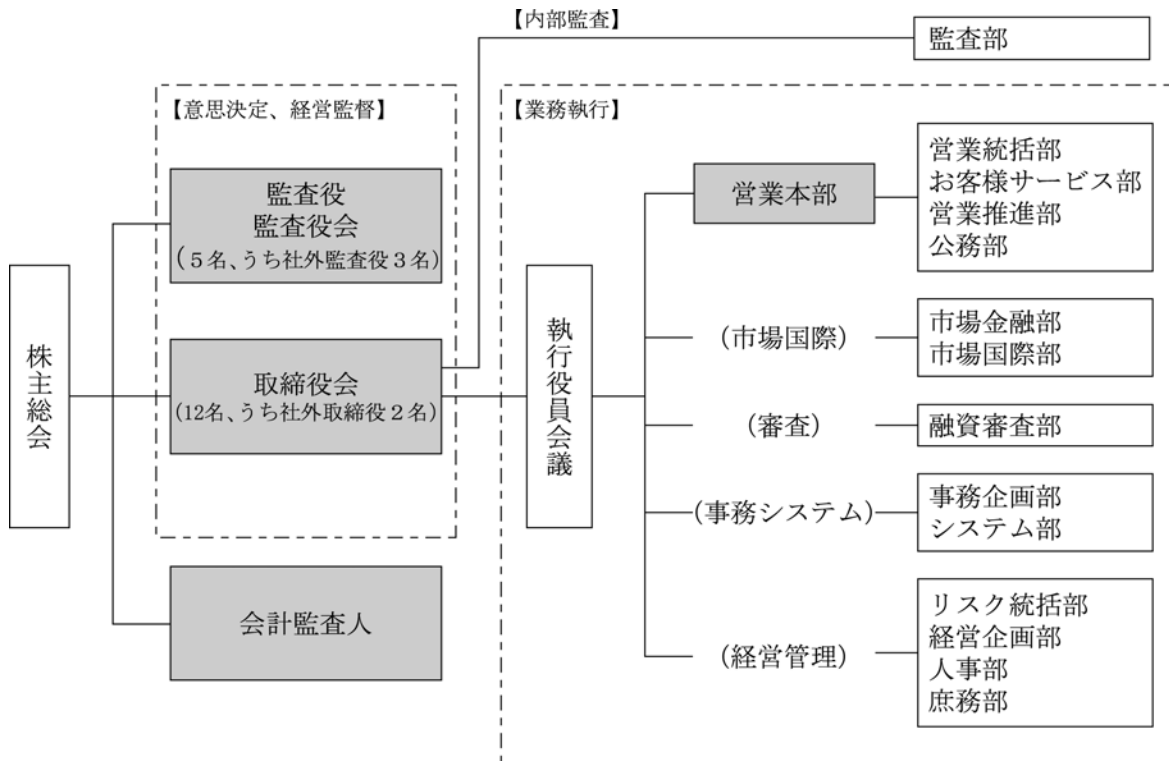 【内部監査】
監査部
【意思決定、経営監督】
【業務執行】
監査役
監査役会
(5名、うち社外監査役3名)
営業本部
営業統括部
お客様サービス部
営業推進部
公務部
株主総会
取締役会
(12名、うち社外取締役2名)
執行役員会議
(市場国際)
市場金融部
市場国際部
(審査)
融資審査部
(事務システム)
事務企画部
システム部
会計監査人
(経営管理)
リスク統括部
経営企画部
人事部
庶務部